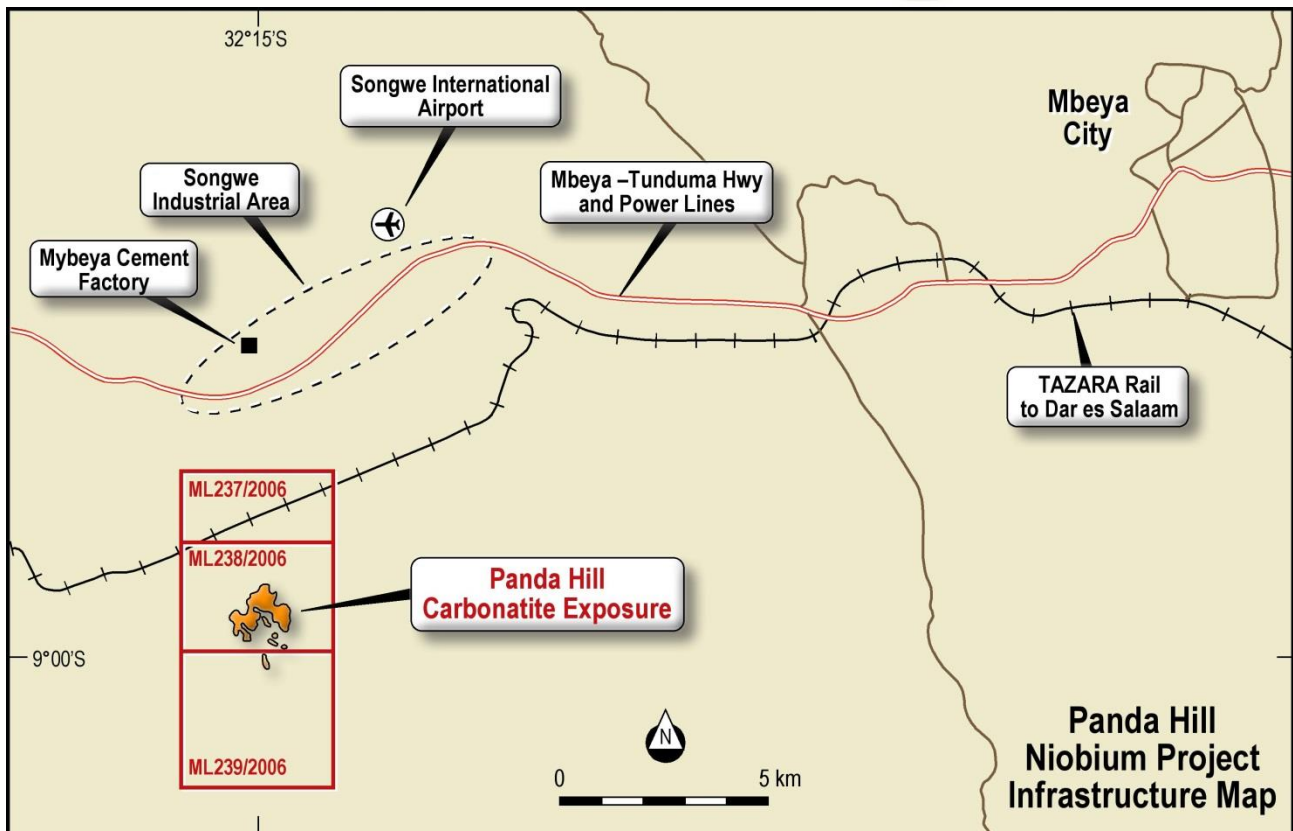 32°15'S
Songwe International
Airport
Mbeya
City
Songwe
Industrial Area
Mbeya –Tunduma Hwy
and Power Lines
Mybeya Cement
Factory
TAZARA Rail
to Dar es Salaam
ML237/2006
ML238/2006
Panda Hill
Carbonatite Exposure
9°00'S
ML239/2006
N
0 5 km
Panda Hill
Niobium Project
Infrastructure Map